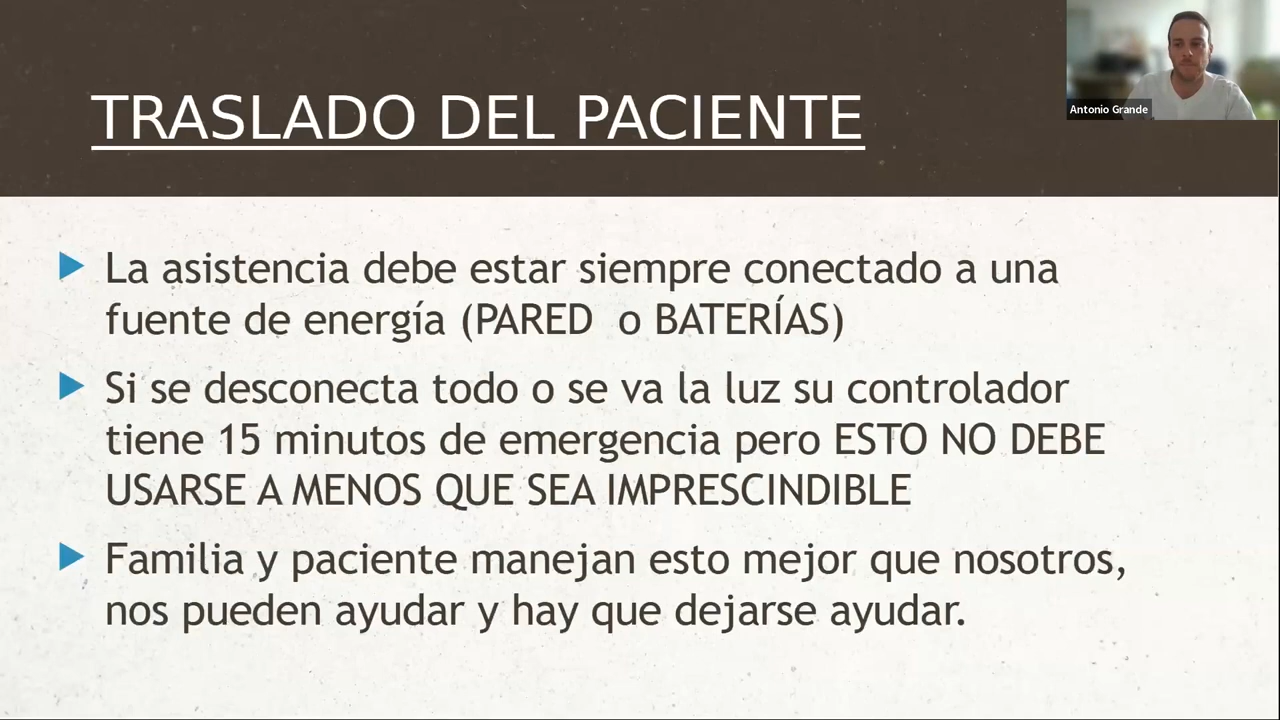 TRASLADO DEL PACIENTE
Antonio Grande
La asistencia debe estar siempre conectado a una
fuente de energía (PARED o BATERÍAS)
Si se desconecta todo o se va la luz su controlador
tiene 15 minutos de emergencia pero ESTO NO DEBE
USARSE A MENOS QUE SEA IMPRESCINDIBLE
Familia y paciente manejan esto mejor que nosotros,
nos pueden ayudar y hay que dejarse ayudar.